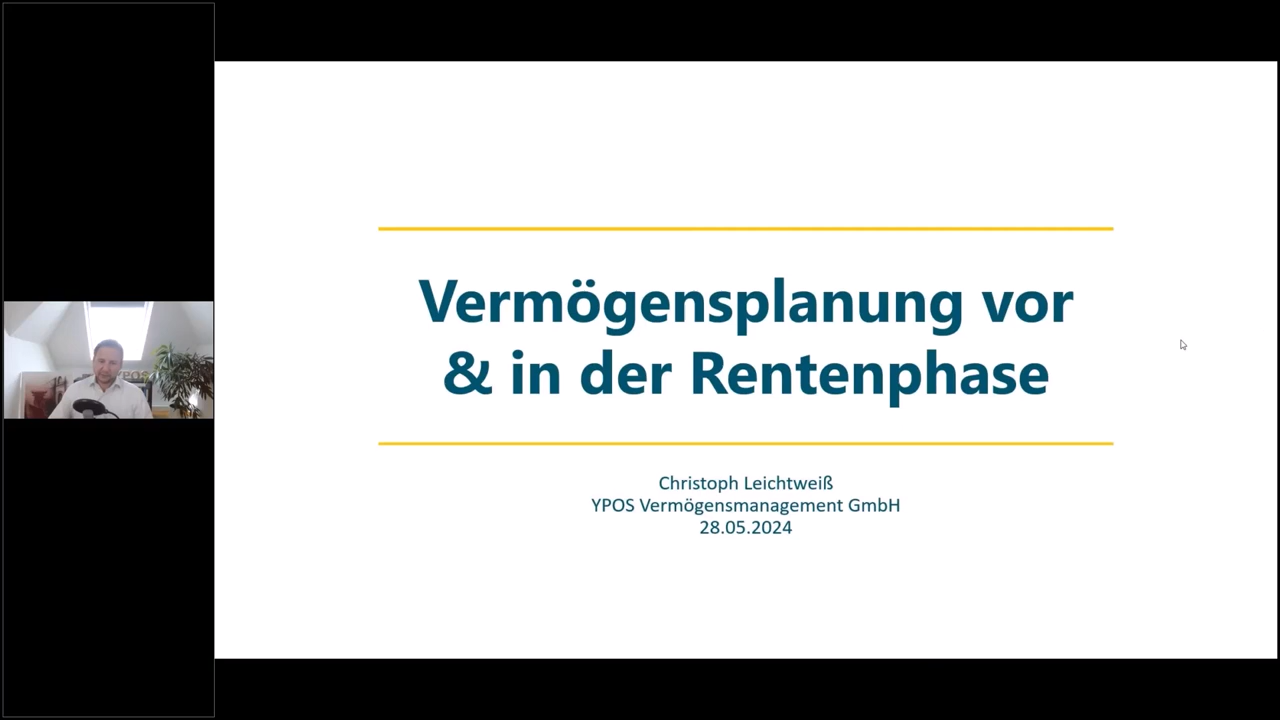 Vermögensplanung vor
& in der Rentenphase
Christoph Leichtweiß
YPOS Vermögensmanagement GmbH
28.05.2024